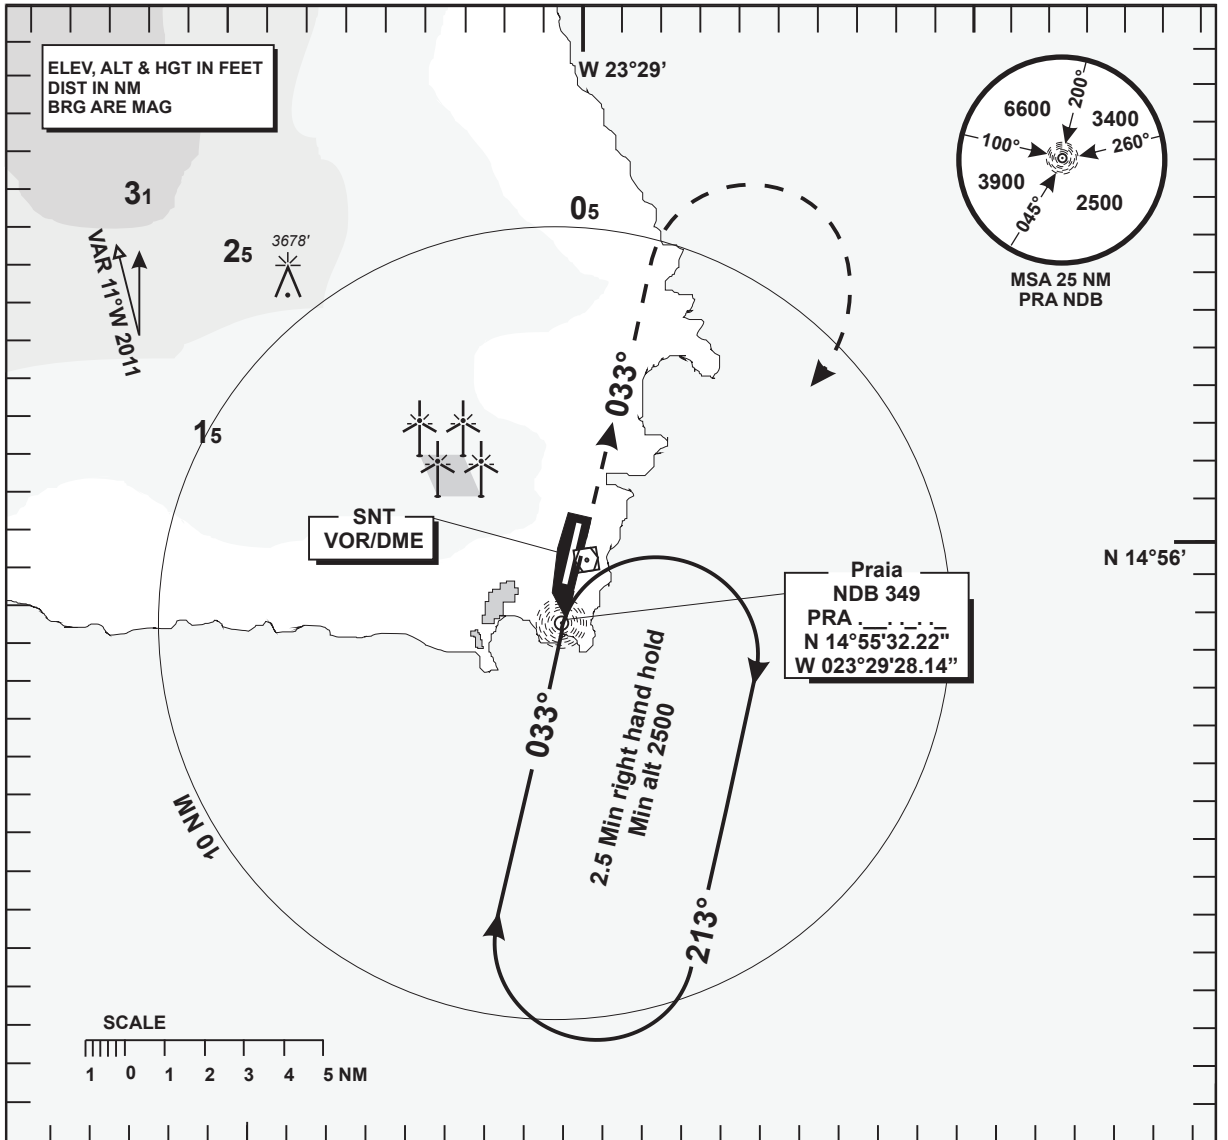 ELEV, ALT & HGT IN FEET
DIST IN NM
BRG ARE MAG
W 23°29’
6600
200°
3400
100°
260°
3900
045°
2500
MSA 25 NM
PRA NDB
31
05
25
3678'
VAR 11°W 2011
033°
15
SNT
VOR/DME
N 14°56’
Praia
NDB 349
PRA .__. ._. ._
N 14°55'32.22"
W 023°29'28.14”
033°
2.5 Min right hand hold
Min alt 2500
10 NM
213°
SCALE
1 0 1 2 3 4 5 NM